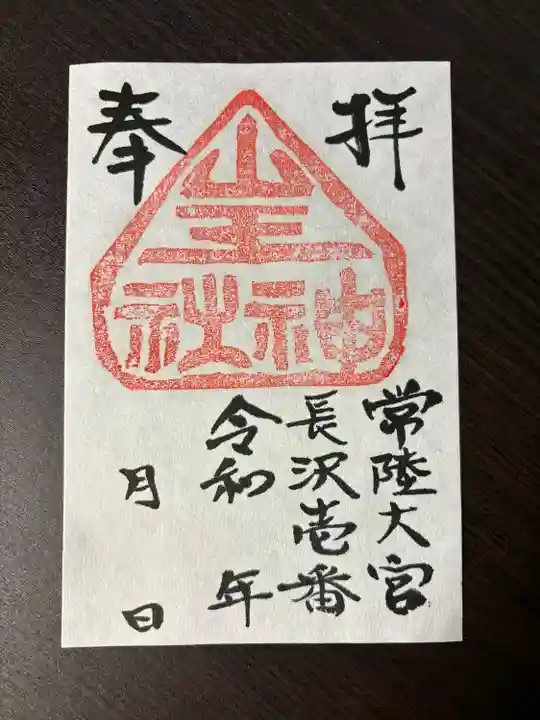 奉拝
山王
神社
常陸大宮
長沢壱番
令和 年
月 日